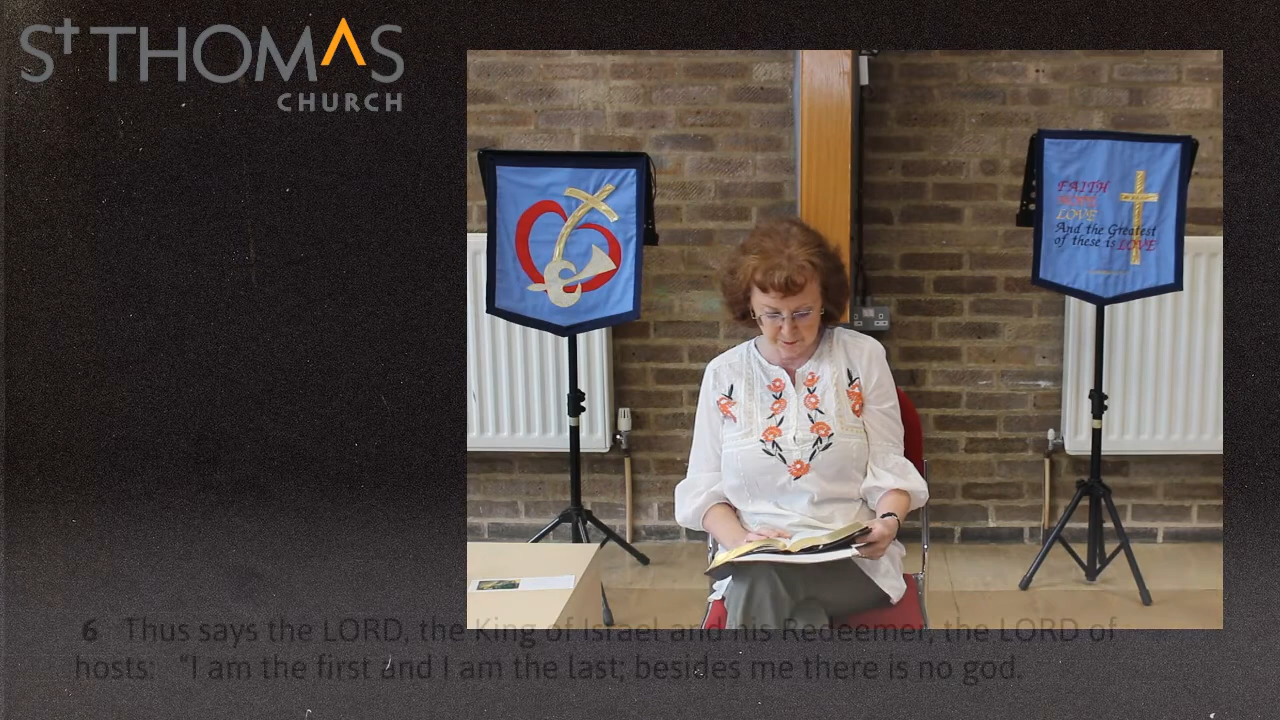 St THOMAS
CHURCH
FAITH
HOPE
LOVE
And the Greatest
of these is LOVE
6 Thus says the LORD, the King of Israel and his Redeemer, the LORD of
hosts: “I am the first and I am the last; besides me there is no god.